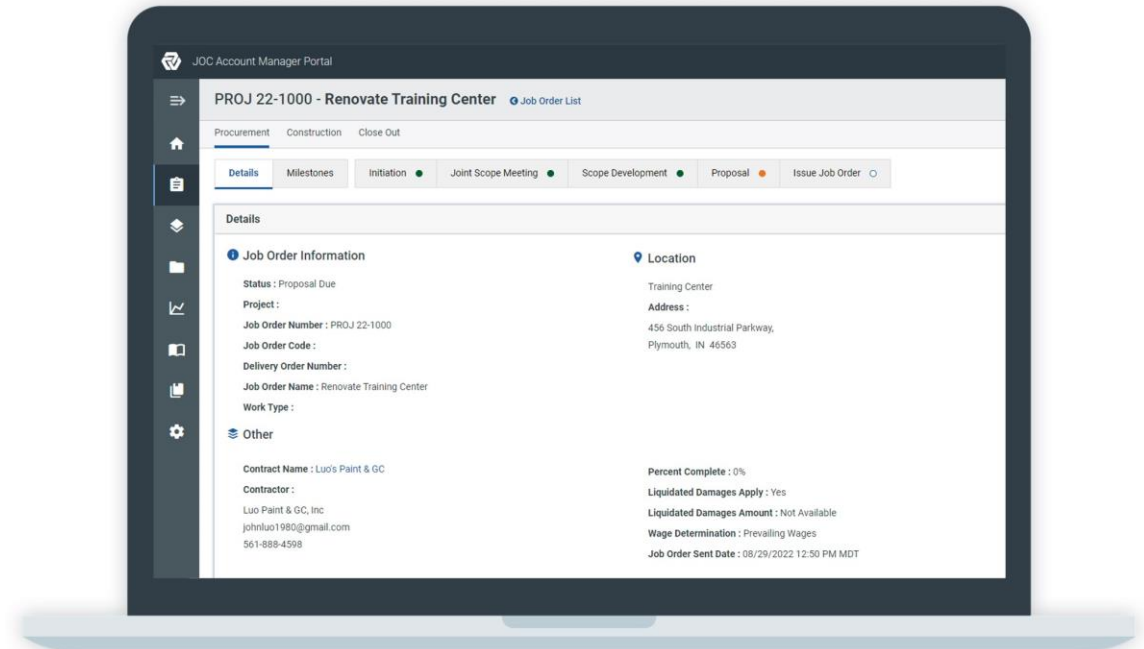 JOC Account Manager Portal
PROJ 22-1000 - Renovate Training Center Job Order List
Procurement Construction Close Out
Details Milestones Initiation Joint Scope Meeting Scope Development Proposal Issue Job Order
Details
Job Order Information
Status : Proposal Due
Project :
Job Order Number : PROJ 22-1000
Job Order Code :
Delivery Order Number :
Job Order Name : Renovate Training Center
Work Type :
Location
Training Center
Address :
456 South Industrial Parkway,
Plymouth, IN 46563
Other
Contract Name : Luo's Paint & GC
Contractor :
Luo Paint & GC, Inc
johnluo1980@gmail.com
561-888-4598
Percent Complete : 0%
Liquidated Damages Apply : Yes
Liquidated Damages Amount : Not Available
Wage Determination : Prevailing Wages
Job Order Sent Date : 08/29/2022 12:50 PM MDT